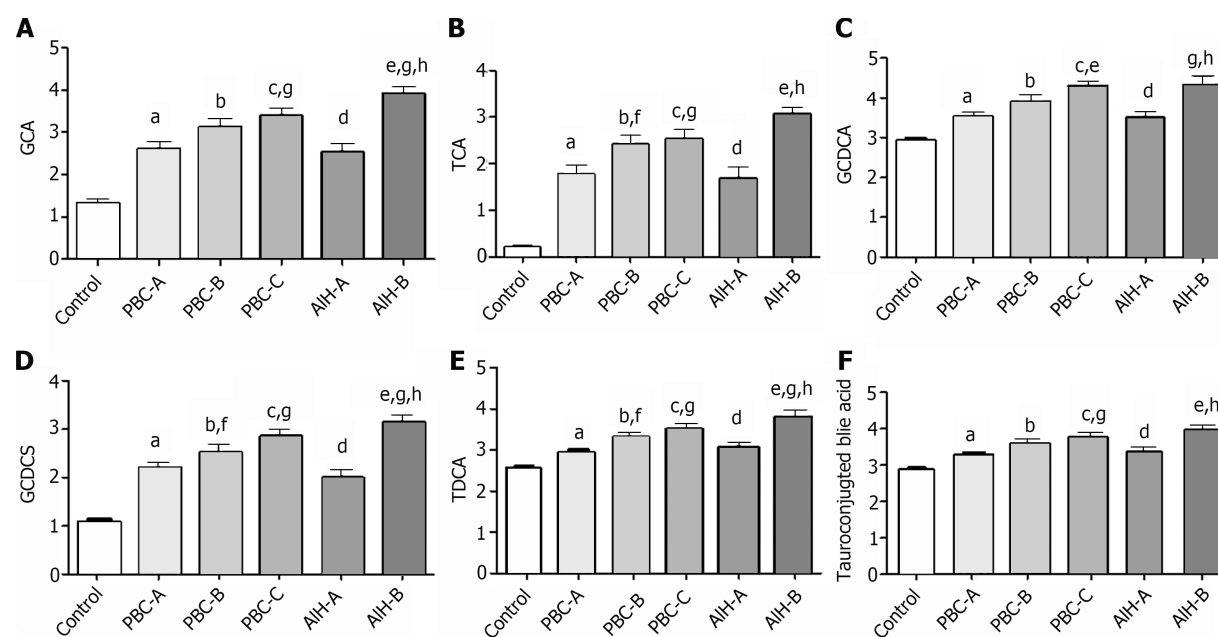 A
GCA
5
4
3
2
1
0
a
b
c,g
d
e,g,h
Control
PBC-A
PBC-B
PBC-C
AIH-A
AIH-B
B
TCA
4
3
2
1
0
a
b,f
c,g
d
e,h
Control
PBC-A
PBC-B
PBC-C
AIH-A
AIH-B
C
GCDCA
5
4
3
2
1
0
a
b
c,e
d
g,h
Control
PBC-A
PBC-B
PBC-C
AIH-A
AIH-B
D
GCDCS
4
3
2
1
0
a
b,f
c,g
d
e,g,h
Control
PBC-A
PBC-B
PBC-C
AIH-A
AIH-B
E
TDCA
5
4
3
2
1
0
a
b,f
c,g
d
e,g,h
Control
PBC-A
PBC-B
PBC-C
AIH-A
AIH-B
F
Tauroconjugted blie acid
5
4
3
2
1
0
a
b
c,g
d
e,h
Control
PBC-A
PBC-B
PBC-C
AIH-A
AIH-B